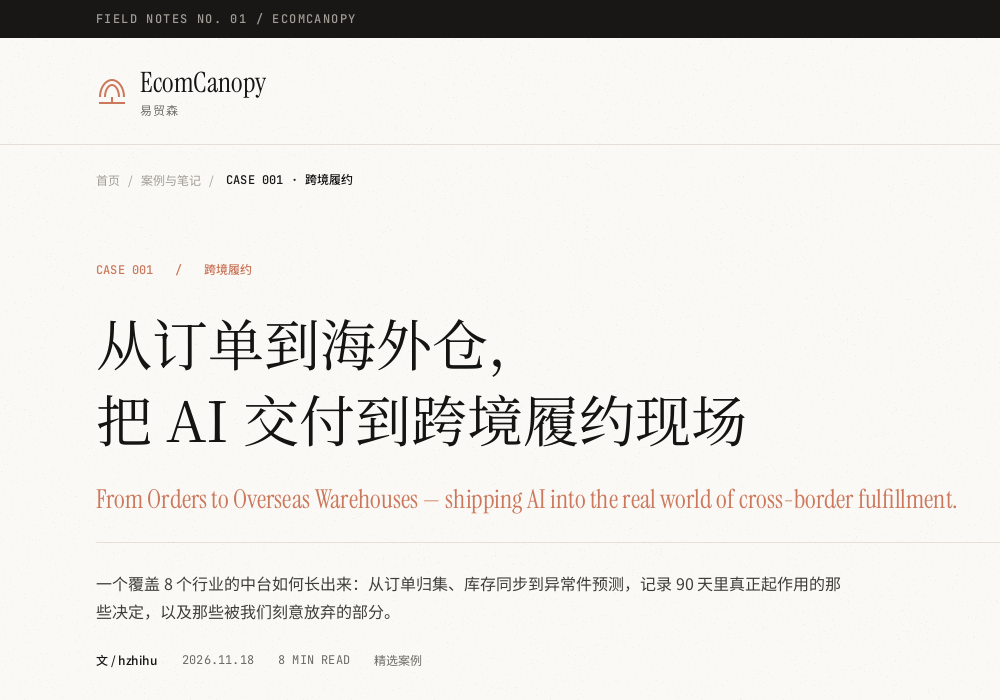 FIELD NOTES NO. 01 / ECOMCANOPY
EcomCanopy
易贸森
首页 / 案例与笔记 / CASE 001 · 跨境履约
CASE 001 / 跨境履约
从订单到海外仓，
把 AI 交付到跨境履约现场
From Orders to Overseas Warehouses — shipping AI into the real world of cross-border fulfillment.
一个覆盖 8 个行业的中台如何长出来：从订单归集、库存同步到异常件预测，记录 90 天里真正起作用的那
些决定，以及那些被我们刻意放弃的部分。
文 / hzhihu 2026.11.18 8 MIN READ 精选案例